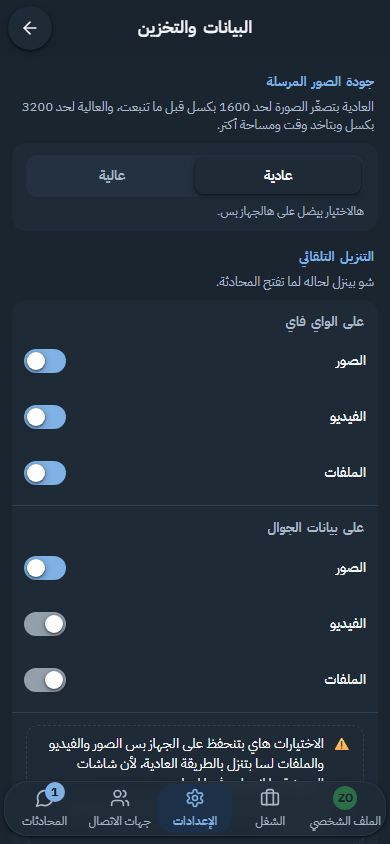 البيانات والتخزين
جودة الصور المرسلة
العادية بتصغّر الصورة لحد 1600 بكسل قبل ما تنبعت، والعالية لحد 3200
بكسل وبتاخد وقت ومساحة أكتر.
عادية
عالية
هالاختيار بيضل على هالجهاز بس.
التنزيل التلقائي
شو بينزل لحاله لما تفتح المحادثة.
على الواي فاي
الصور
الفيديو
الملفات
على بيانات الجوال
الصور
الفيديو
الملفات
الاختيارات هاي بتنحفظ على الجهاز بس الصور والفيديو
والملفات لسا بتنزل بالطريقة العادية، لأن شاشات
ZO
1
الملف الشخصي
الشغل
الإعدادات
جهات الاتصال
المحادثات